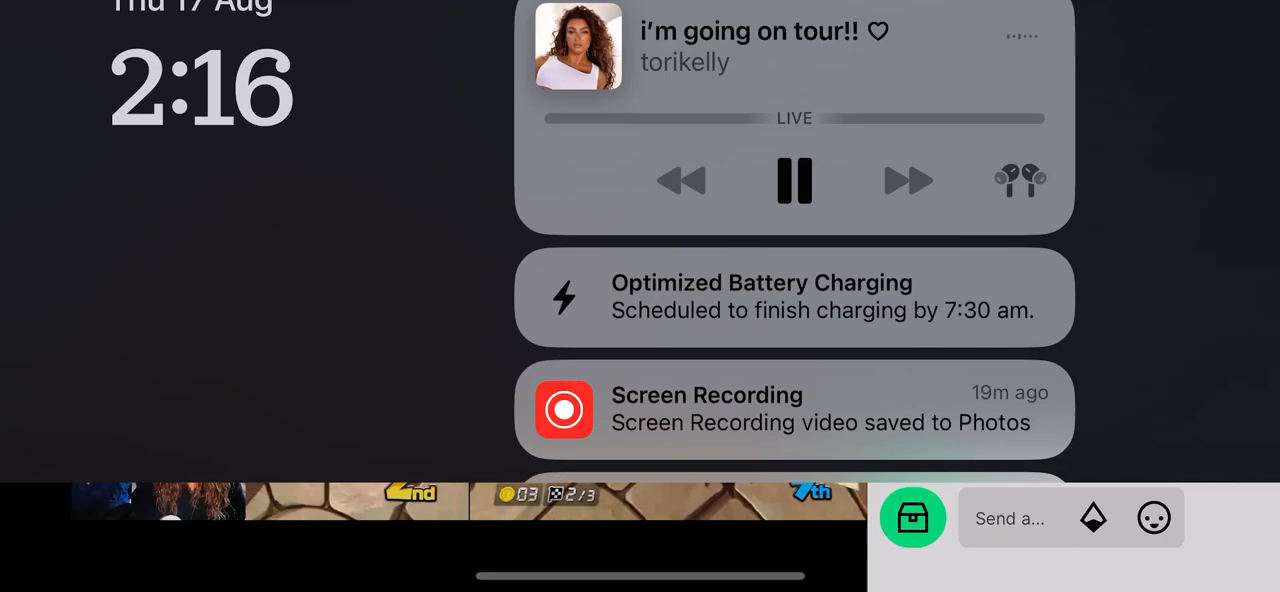 Thu 17 Aug
2:16
i’m going on tour!! ♡
torikelly
LIVE
Optimized Battery Charging
Scheduled to finish charging by 7:30 am.
Screen Recording
19m ago
Screen Recording video saved to Photos
2nd
03 2/3
7th
Send a...